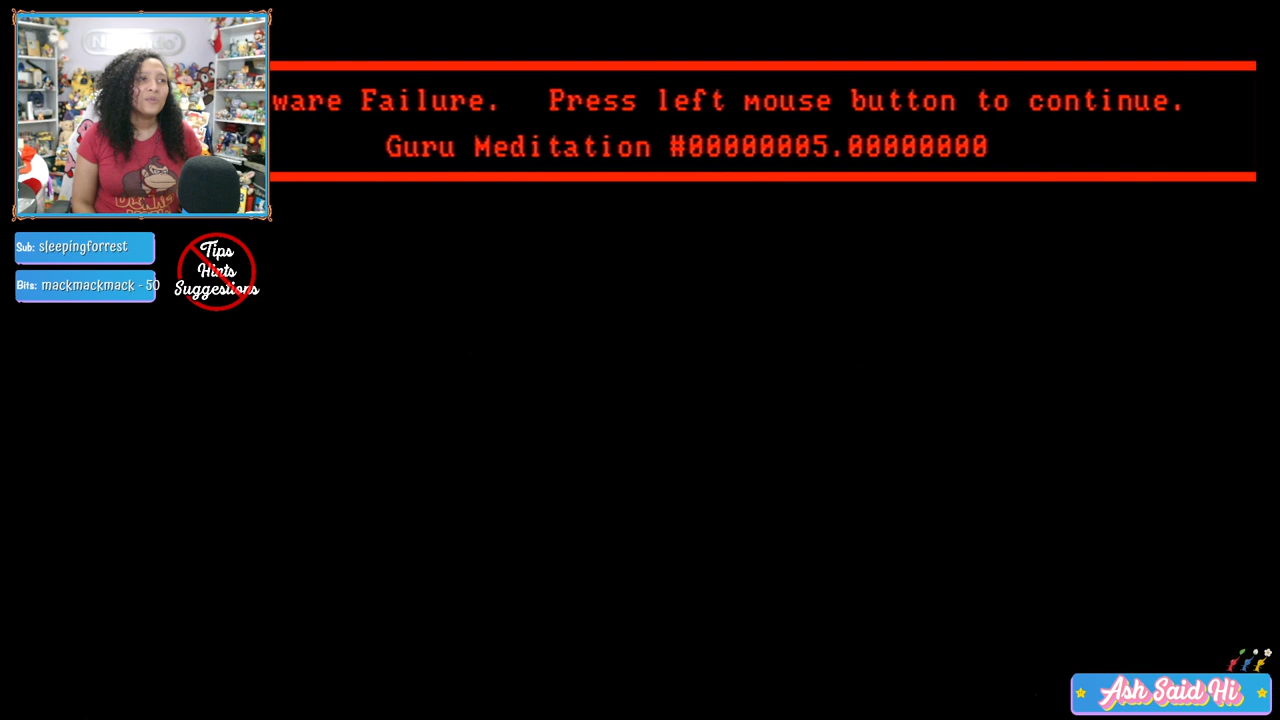 ware Failure.   Press left mouse button to continue.
Guru Meditation #00000005.00000000
Sub: sleepingforrest
Bits: mackmackmack - 50
Tips
Hints
Suggestions
Ash Said Hi